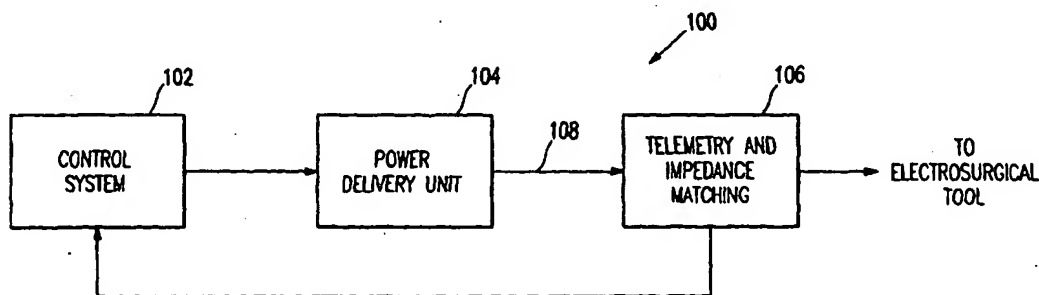 100
102
104
106
108
CONTROL
SYSTEM
POWER
DELIVERY UNIT
TELEMETRY AND
IMPEDANCE
MATCHING
TO
ELECTROSURGICAL
TOOL